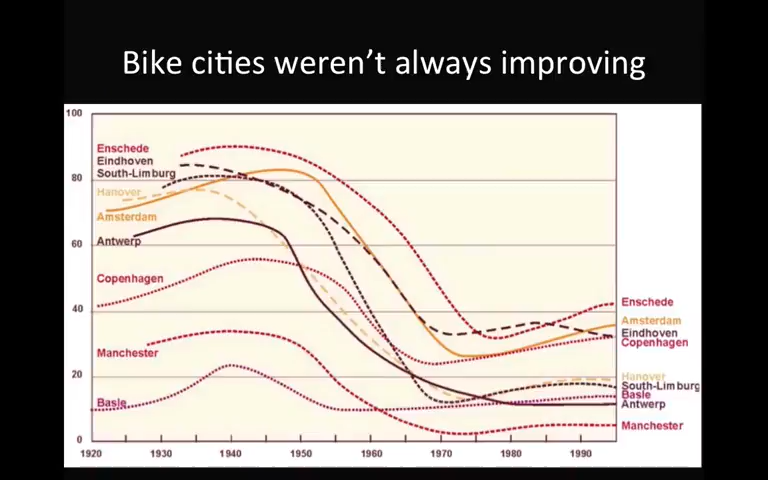 Bike cities weren't always improving
100
80
60
40
20
0
Enschede
Eindhoven
South-Limburg
Hanover
Amsterdam
Antwerp
Copenhagen
Manchester
Basle
Enschede
Amsterdam
Eindhoven
Copenhagen
Hanover
South-Limburg
Basle
Antwerp
Manchester
1920 1930 1940 1950 1960 1970 1980 1990